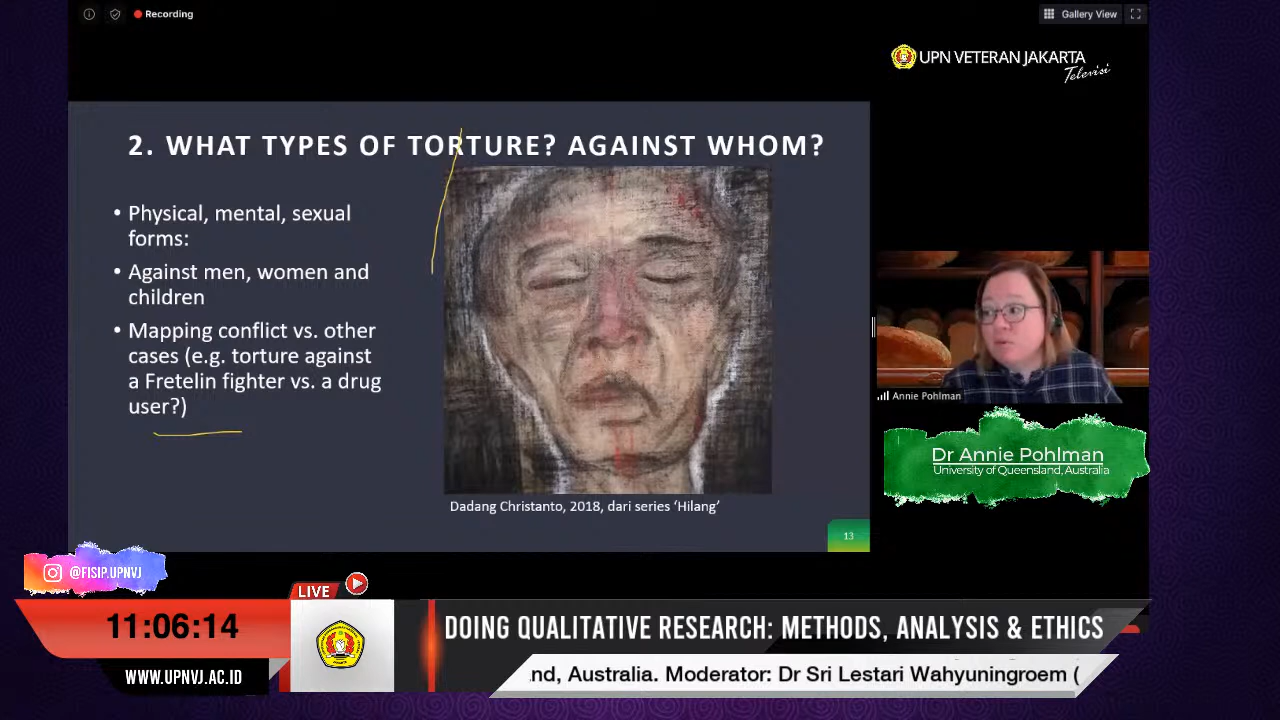 Recording
Gallery View
UPN VETERAN JAKARTA
Televisi
2. WHAT TYPES OF TORTURE? AGAINST WHOM?
• Physical, mental, sexual
forms:
• Against men, women and
children
• Mapping conflict vs. other
cases (e.g. torture against
a Fretelin fighter vs. a drug
user?)
Dadang Christanto, 2018, dari series ‘Hilang’
13
Annie Pohlman
Dr Annie Pohlman
University of Queensland, Australia
@FISIP.UPNVJ
LIVE
11:06:14
DOING QUALITATIVE RESEARCH: METHODS, ANALYSIS & ETHICS
WWW.UPNVJ.AC.ID
nd, Australia. Moderator: Dr Sri Lestari Wahyuningroem (